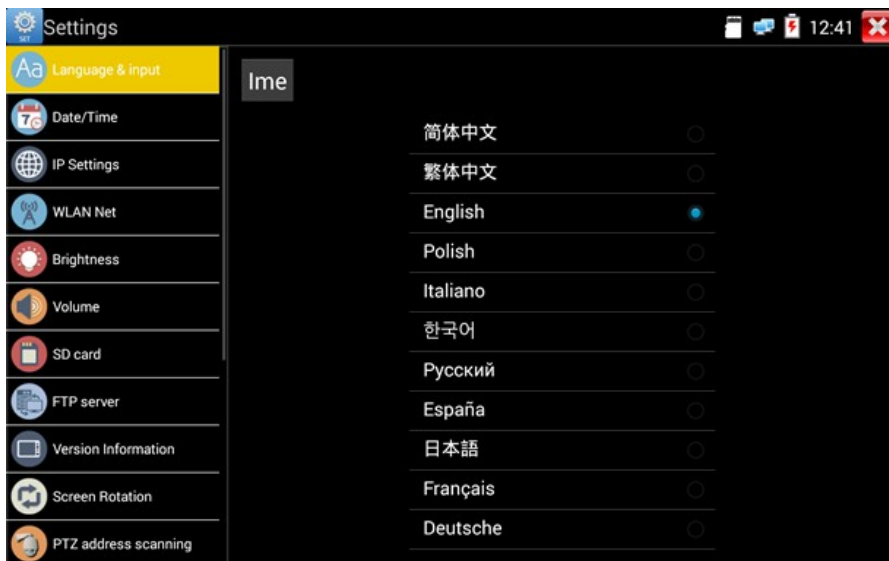 Settings
12:41
SET
Language & input
Date/Time
IP Settings
WLAN Net
Brightness
Volume
SD card
FTP server
Version Information
Screen Rotation
PTZ address scanning
Ime
简体中文
繁体中文
English
Polish
Italiano
한국어
Русский
España
日本語
Français
Deutsche